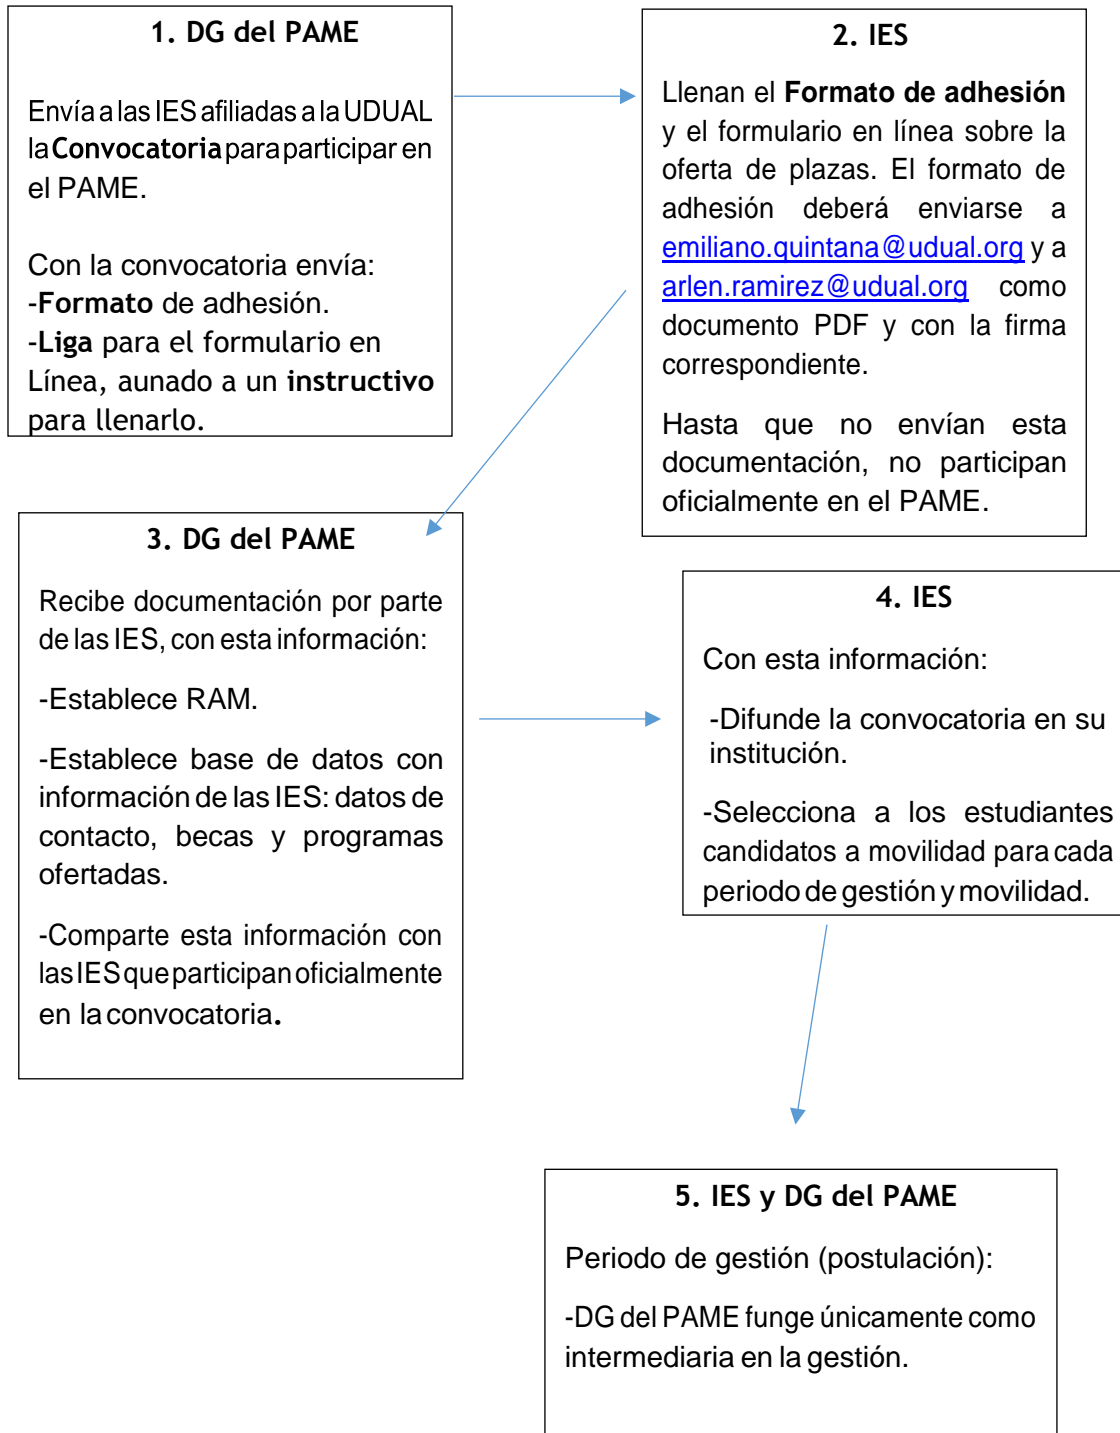 1. DG del PAME
Envía a las IES afiliadas a la UDUAL
la Convocatoria para participar en
el PAME.
Con la convocatoria envía:
-Formato de adhesión.
-Liga para el formulario en
Línea, aunado a un instructivo
para llenarlo.
2. IES
Llenan el Formato de adhesión
y el formulario en línea sobre la
oferta de plazas. El formato de
adhesión deberá enviarse a
emiliano.quintana@udual.org y a
arlen.ramirez@udual.org como
documento PDF y con la firma
correspondiente.
Hasta que no envían esta
documentación, no participan
oficialmente en el PAME.
3. DG del PAME
Recibe documentación por parte
de las IES, con esta información:
-Establece RAM.
-Establece base de datos con
información de las IES: datos de
contacto, becas y programas
ofertadas.
-Comparte esta información con
las IES que participan oficialmente
en la convocatoria.
4. IES
Con esta información:
-Difunde la convocatoria en su
institución.
-Selecciona a los estudiantes
candidatos a movilidad para cada
periodo de gestión y movilidad.
5. IES y DG del PAME
Periodo de gestión (postulación):
-DG del PAME funge únicamente como
intermediaria en la gestión.